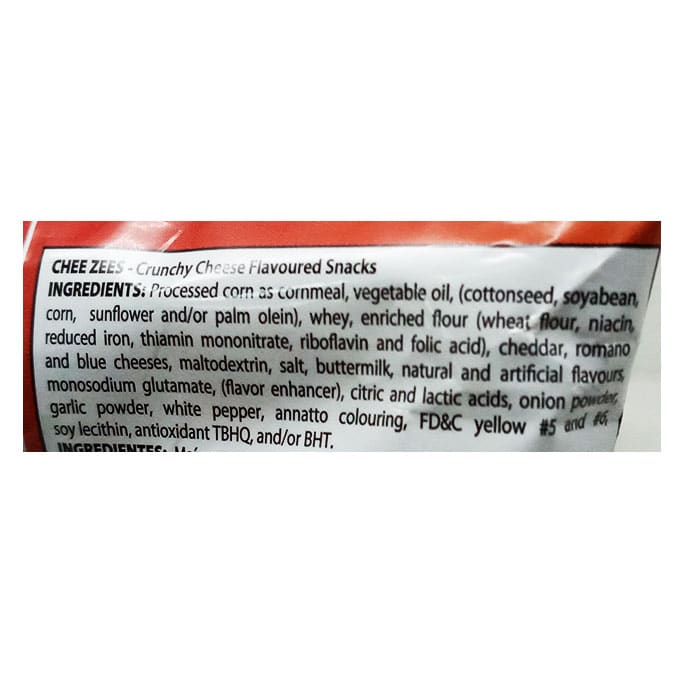 CHEE ZEES - Crunchy Cheese Flavoured Snacks
INGREDIENTS: Processed corn as cornmeal, vegetable oil, (cottonseed, soyabean,
corn, sunflower and/or palm olein), whey, enriched flour (wheat flour, niacin,
reduced iron, thiamin mononitrate, riboflavin and folic acid), cheddar, romano
and blue cheeses, maltodextrin, salt, buttermilk, natural and artificial flavours,
monosodium glutamate, (flavor enhancer), citric and lactic acids, onion powder,
garlic powder, white pepper, annatto colouring, FD&C yellow #5 and #6,
soy lecithin, antioxidant TBHQ, and/or BHT.
INGREDIENTES: